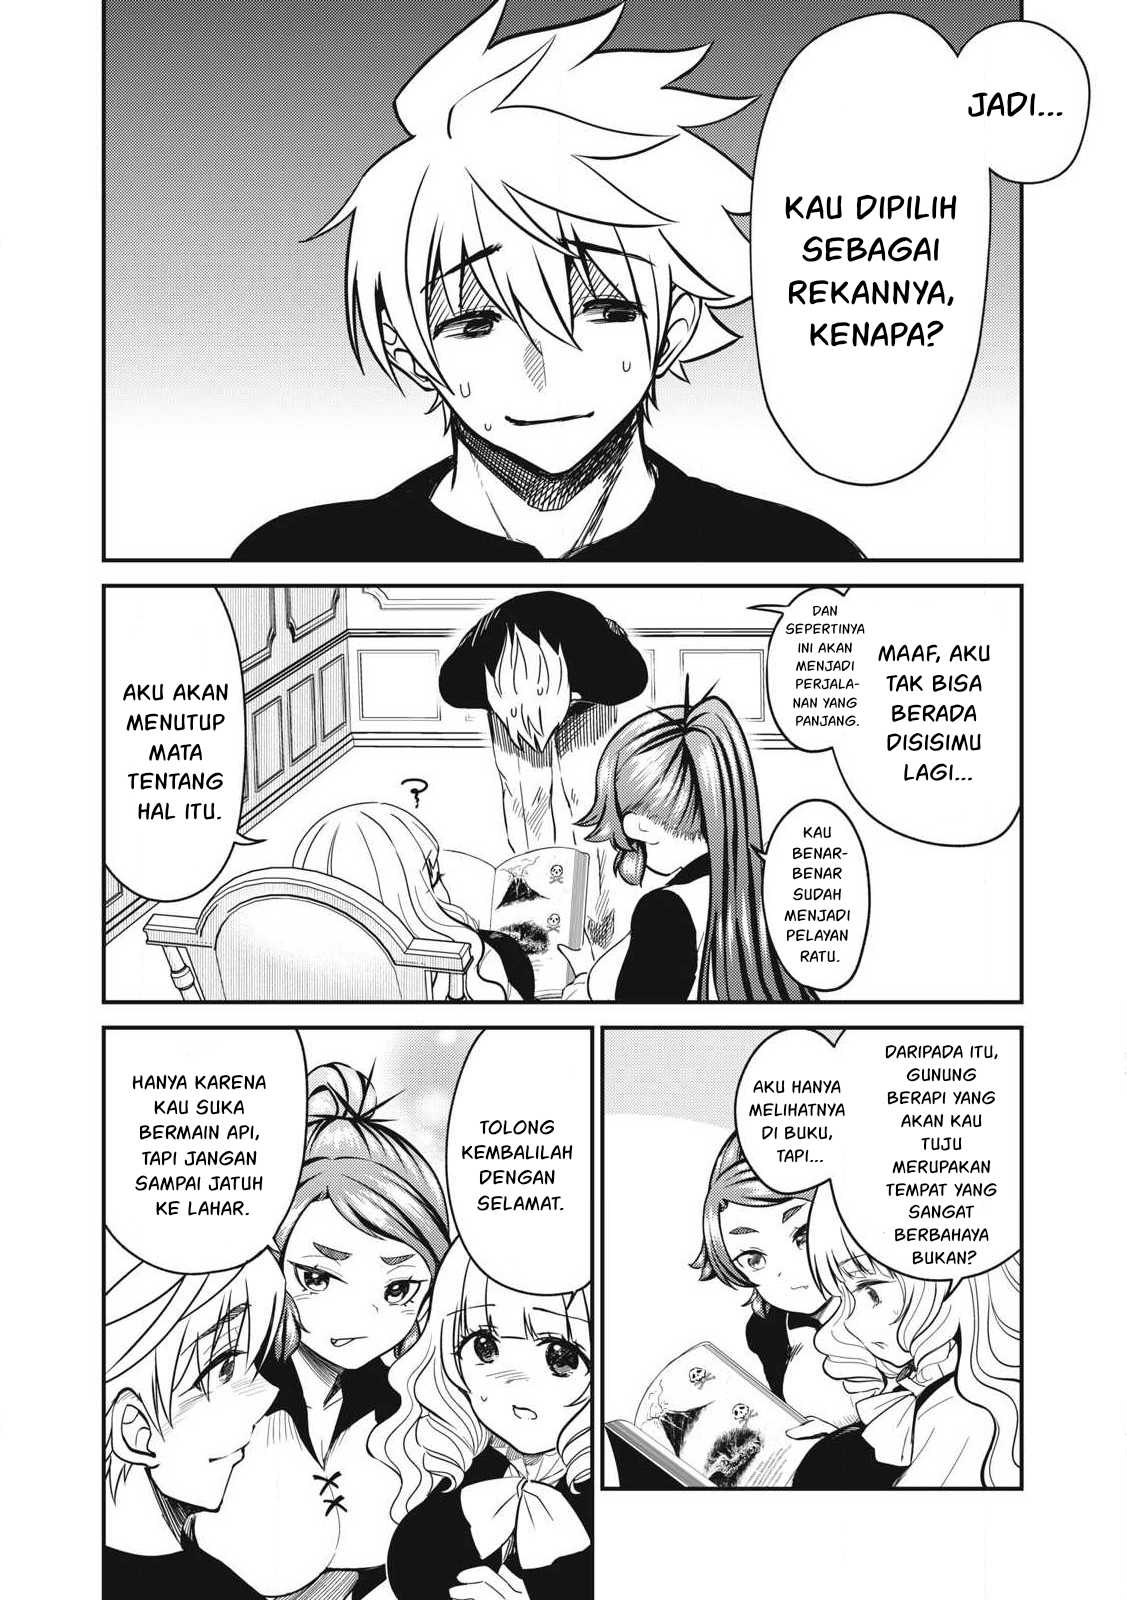 JADI...
KAU DIPILIH
SEBAGAI
REKANNYA,
KENAPA?
MAAF, AKU
TAK BISA
BERADA
DISISIMU
LAGI...
DAN
SEPERTINYA
INI AKAN
MENJADI
PERJALA-
NAN YANG
PANJANG.
KAU
BENAR-
BENAR
SUDAH
MENJADI
PELAYAN
RATU.
?
AKU AKAN
MENUTUP
MATA
TENTANG
HAL ITU.
DARIPADA ITU,
GUNUNG
BERAPI YANG
AKAN KAU
TUJU
MERUPAKAN
TEMPAT YANG
SANGAT
BERBAHAYA
BUKAN?
AKU HANYA
MELIHATNYA
DI BUKU,
TAPI...
TOLONG
KEMBALILAH
DENGAN
SELAMAT.
HANYA KARENA
KAU SUKA
BERMAIN API,
TAPI JANGAN
SAMPAI JATUH
KE LAHAR.